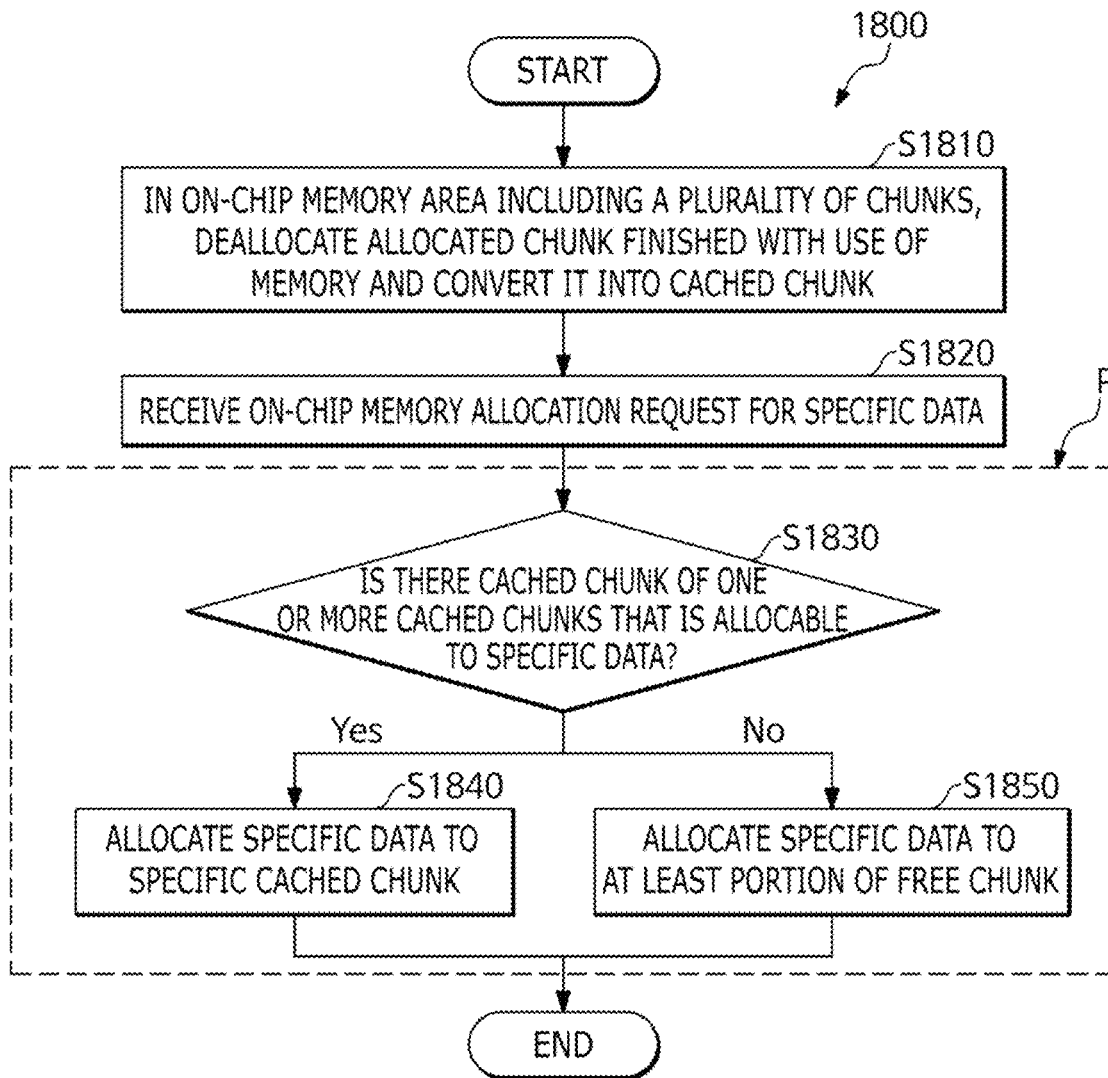 1800
START
S1810
IN ON-CHIP MEMORY AREA INCLUDING A PLURALITY OF CHUNKS,
DEALLOCATE ALLOCATED CHUNK FINISHED WITH USE OF
MEMORY AND CONVERT IT INTO CACHED CHUNK
S1820
RECEIVE ON-CHIP MEMORY ALLOCATION REQUEST FOR SPECIFIC DATA
S1830
IS THERE CACHED CHUNK OF ONE
OR MORE CACHED CHUNKS THAT IS ALLOCABLE
TO SPECIFIC DATA?
Yes
No
S1840
ALLOCATE SPECIFIC DATA TO
SPECIFIC CACHED CHUNK
S1850
ALLOCATE SPECIFIC DATA TO
AT LEAST PORTION OF FREE CHUNK
END